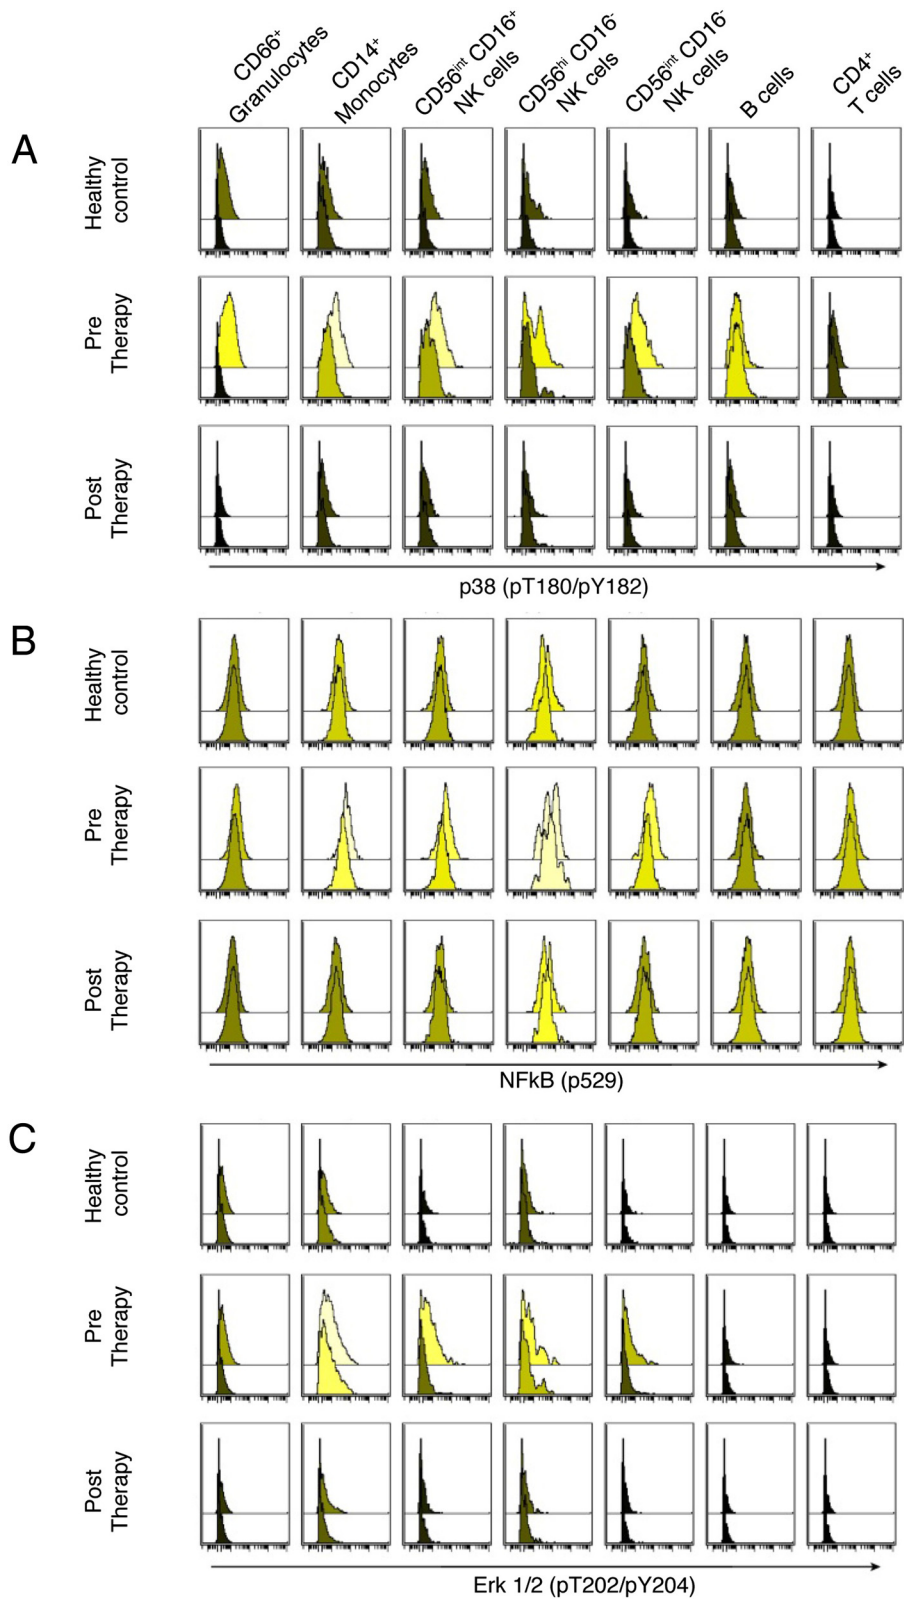 CD66⁺
Granulocytes
CD14⁺
Monocytes
CD56ⁱⁿᵗ CD16⁺
NK cells
CD56ʰⁱ CD16⁻
NK cels
CD56ⁱⁿᵗ CD16⁻
NK cells
B cells
CD4⁺
T cells
A
Healthy
control
Pre
Therapy
Post
Therapy
p38 (pT180/pY182)
B
Healthy
control
Pre
Therapy
Post
Therapy
NFkB (p529)
C
Healthy
control
Pre
Therapy
Post
Therapy
Erk 1/2 (pT202/pY204)